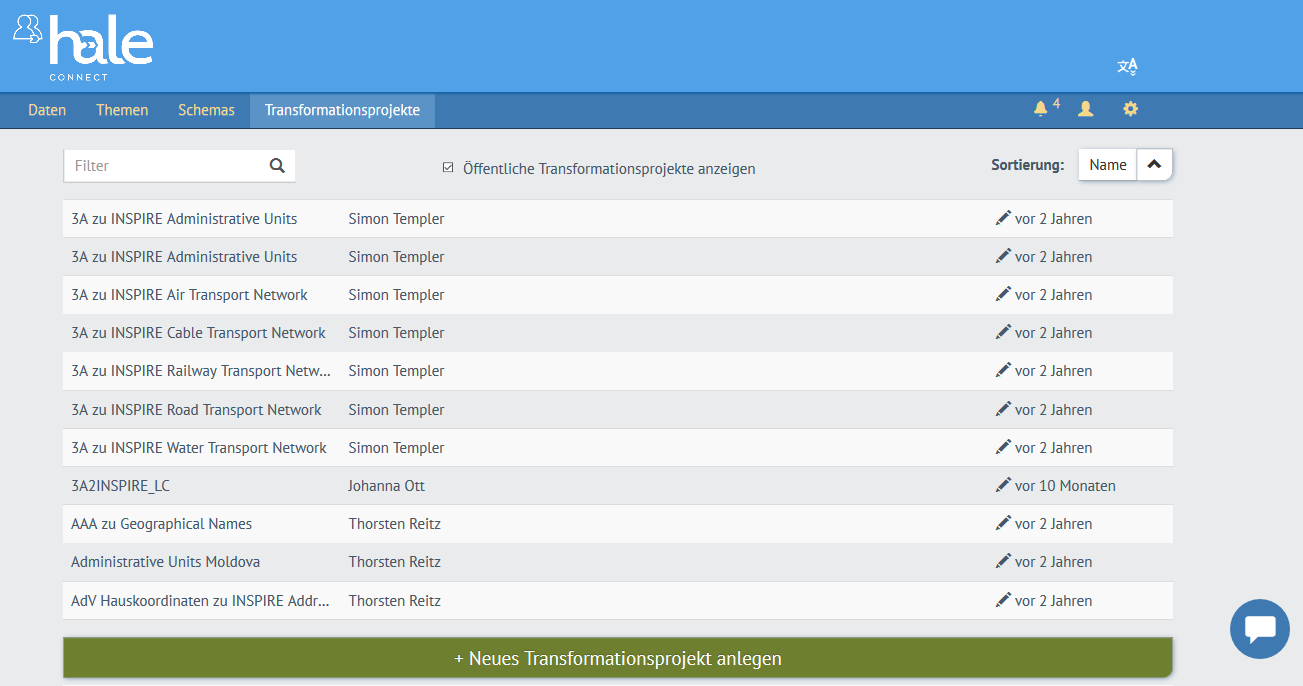 hale
CONNECT
Daten Themen Schemas Transformationsprojekte 4
Filter Öffentliche Transformationsprojekte anzeigen Sortierung: Name
3A zu INSPIRE Administrative Units Simon Templer vor 2 Jahren
3A zu INSPIRE Administrative Units Simon Templer vor 2 Jahren
3A zu INSPIRE Air Transport Network Simon Templer vor 2 Jahren
3A zu INSPIRE Cable Transport Network Simon Templer vor 2 Jahren
3A zu INSPIRE Railway Transport Netw... Simon Templer vor 2 Jahren
3A zu INSPIRE Road Transport Network Simon Templer vor 2 Jahren
3A zu INSPIRE Water Transport Network Simon Templer vor 2 Jahren
3A2INSPIRE_LC Johanna Ott vor 10 Monaten
AAA zu Geographical Names Thorsten Reitz vor 2 Jahren
Administrative Units Moldova Thorsten Reitz vor 2 Jahren
AdV Hauskoordinaten zu INSPIRE Addr... Thorsten Reitz vor 2 Jahren
+ Neues Transformationsprojekt anlegen